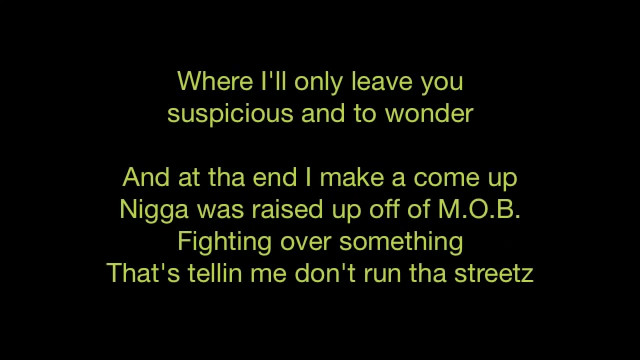 Where I'll only leave you
suspicious and to wonder
And at tha end I make a come up
Nigga was raised up off of M.O.B.
Fighting over something
That's tellin me don't run tha streetz